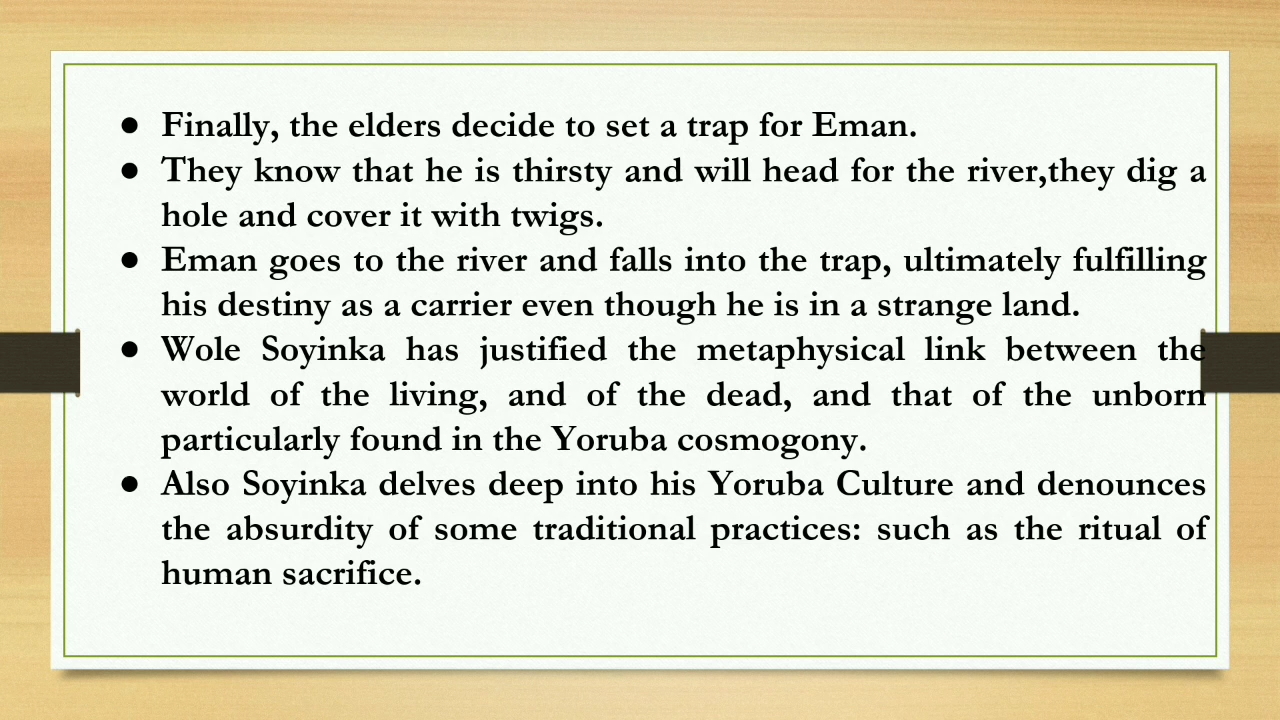 ● Finally, the elders decide to set a trap for Eman.
● They know that he is thirsty and will head for the river,they dig a
hole and cover it with twigs.
● Eman goes to the river and falls into the trap, ultimately fulfilling
his destiny as a carrier even though he is in a strange land.
● Wole Soyinka has justified the metaphysical link between the
world of the living, and of the dead, and that of the unborn
particularly found in the Yoruba cosmogony.
● Also Soyinka delves deep into his Yoruba Culture and denounces
the absurdity of some traditional practices: such as the ritual of
human sacrifice.